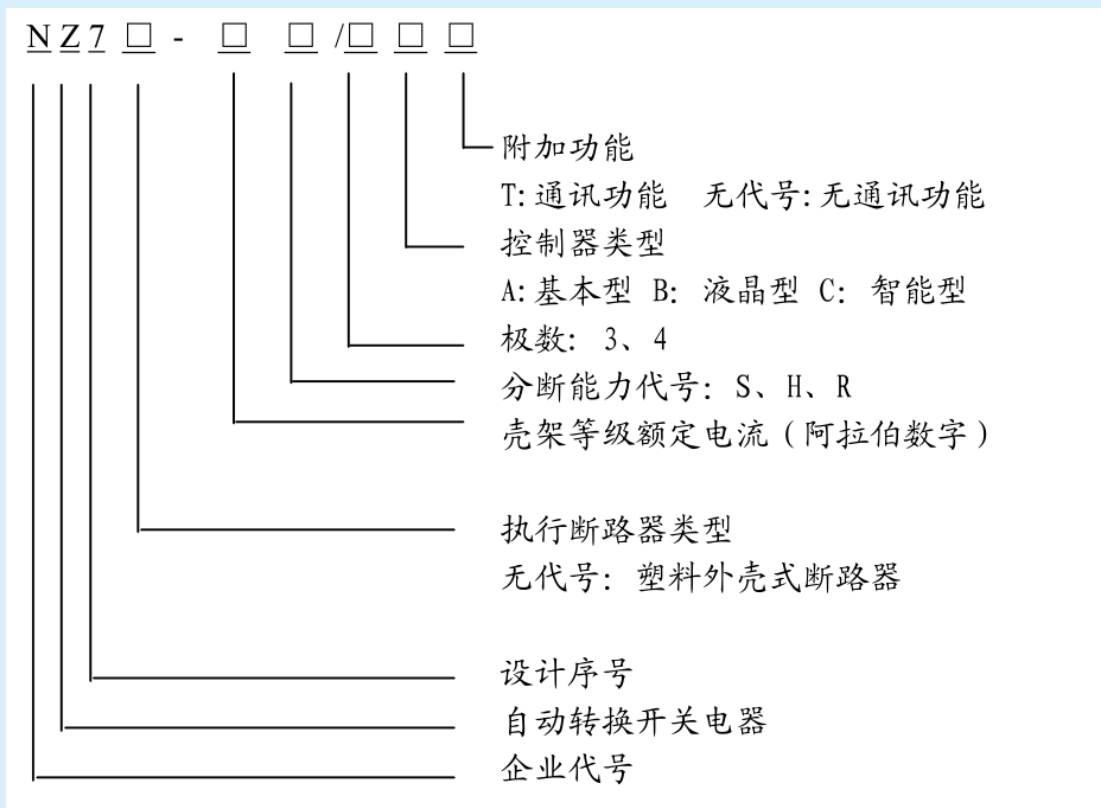 NZ7□-□□/□□□
附加功能
T:通讯功能 无代号:无通讯功能
控制器类型
A:基本型 B: 液晶型 C: 智能型
极数: 3、4
分断能力代号: S、H、R
壳架等级额定电流(阿拉伯数字)
执行断路器类型
无代号: 塑料外壳式断路器
设计序号
自动转换开关电器
企业代号